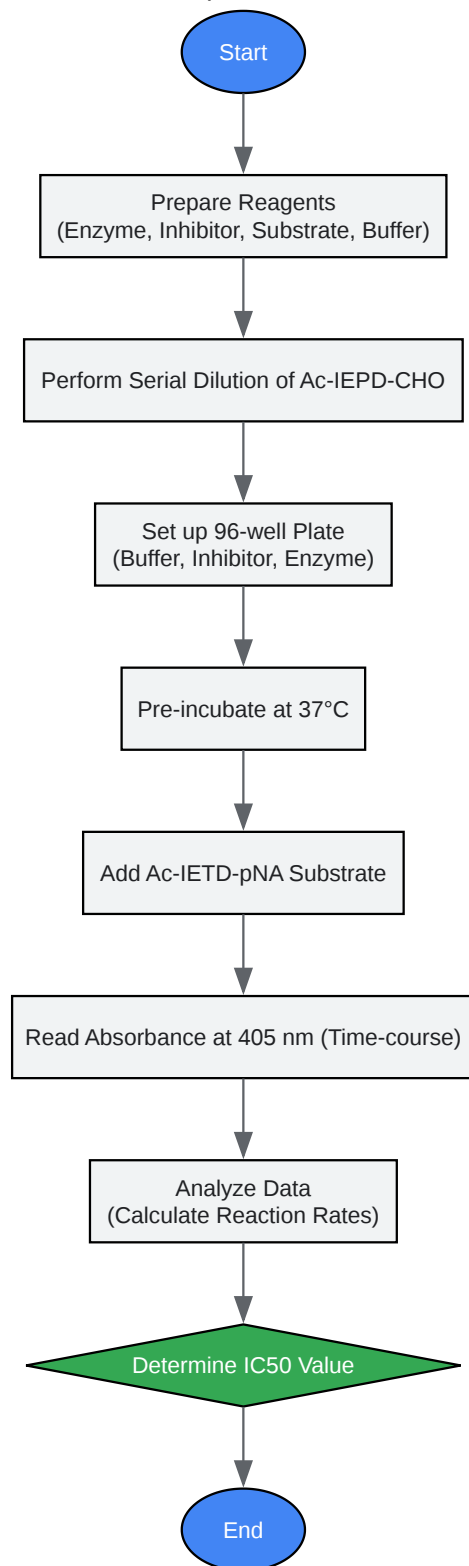 Start
Prepare Reagents
(Enzyme, Inhibitor, Substrate, Buffer)
Perform Serial Dilution of Ac-IEPD-CHO
Set up 96-well Plate
(Buffer, Inhibitor, Enzyme)
Pre-incubate at 37°C
Add Ac-IETD-pNA Substrate
Read Absorbance at 405 nm (Time-course)
Analyze Data
(Calculate Reaction Rates)
Determine IC50 Value
End